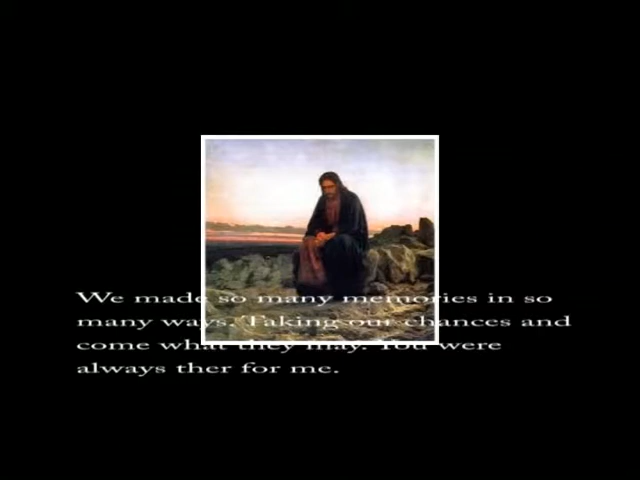 We made so many memories in so
many ways. Taking our chances and
come what they may. You were
always ther for me.